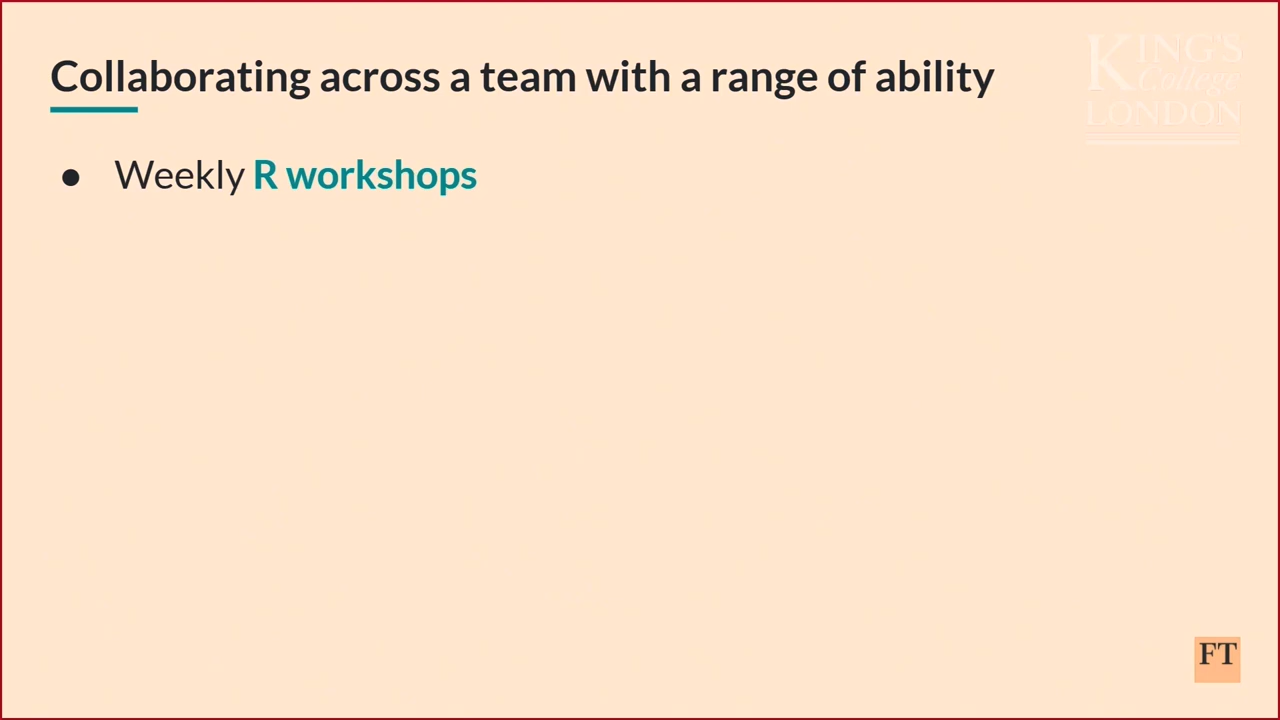 Collaborating across a team with a range of ability
KING'S
College
LONDON
● Weekly R workshops
FT